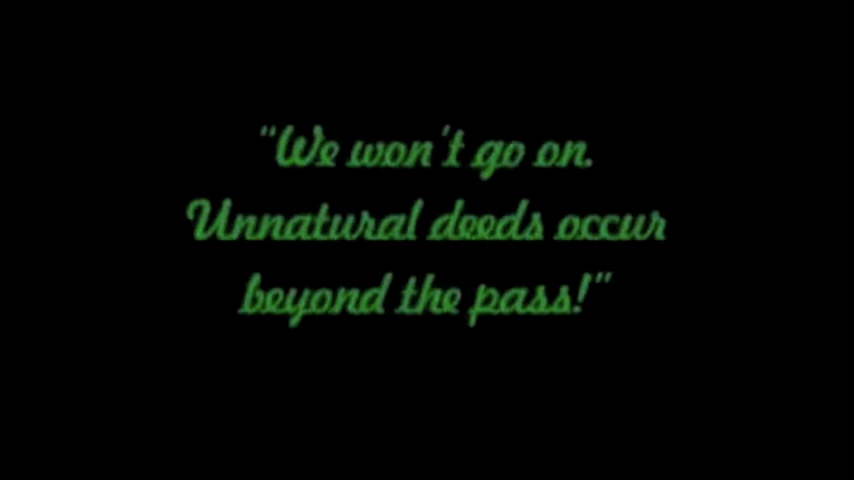 "We won't go on.
Unnatural deeds occur
beyond the pass!"